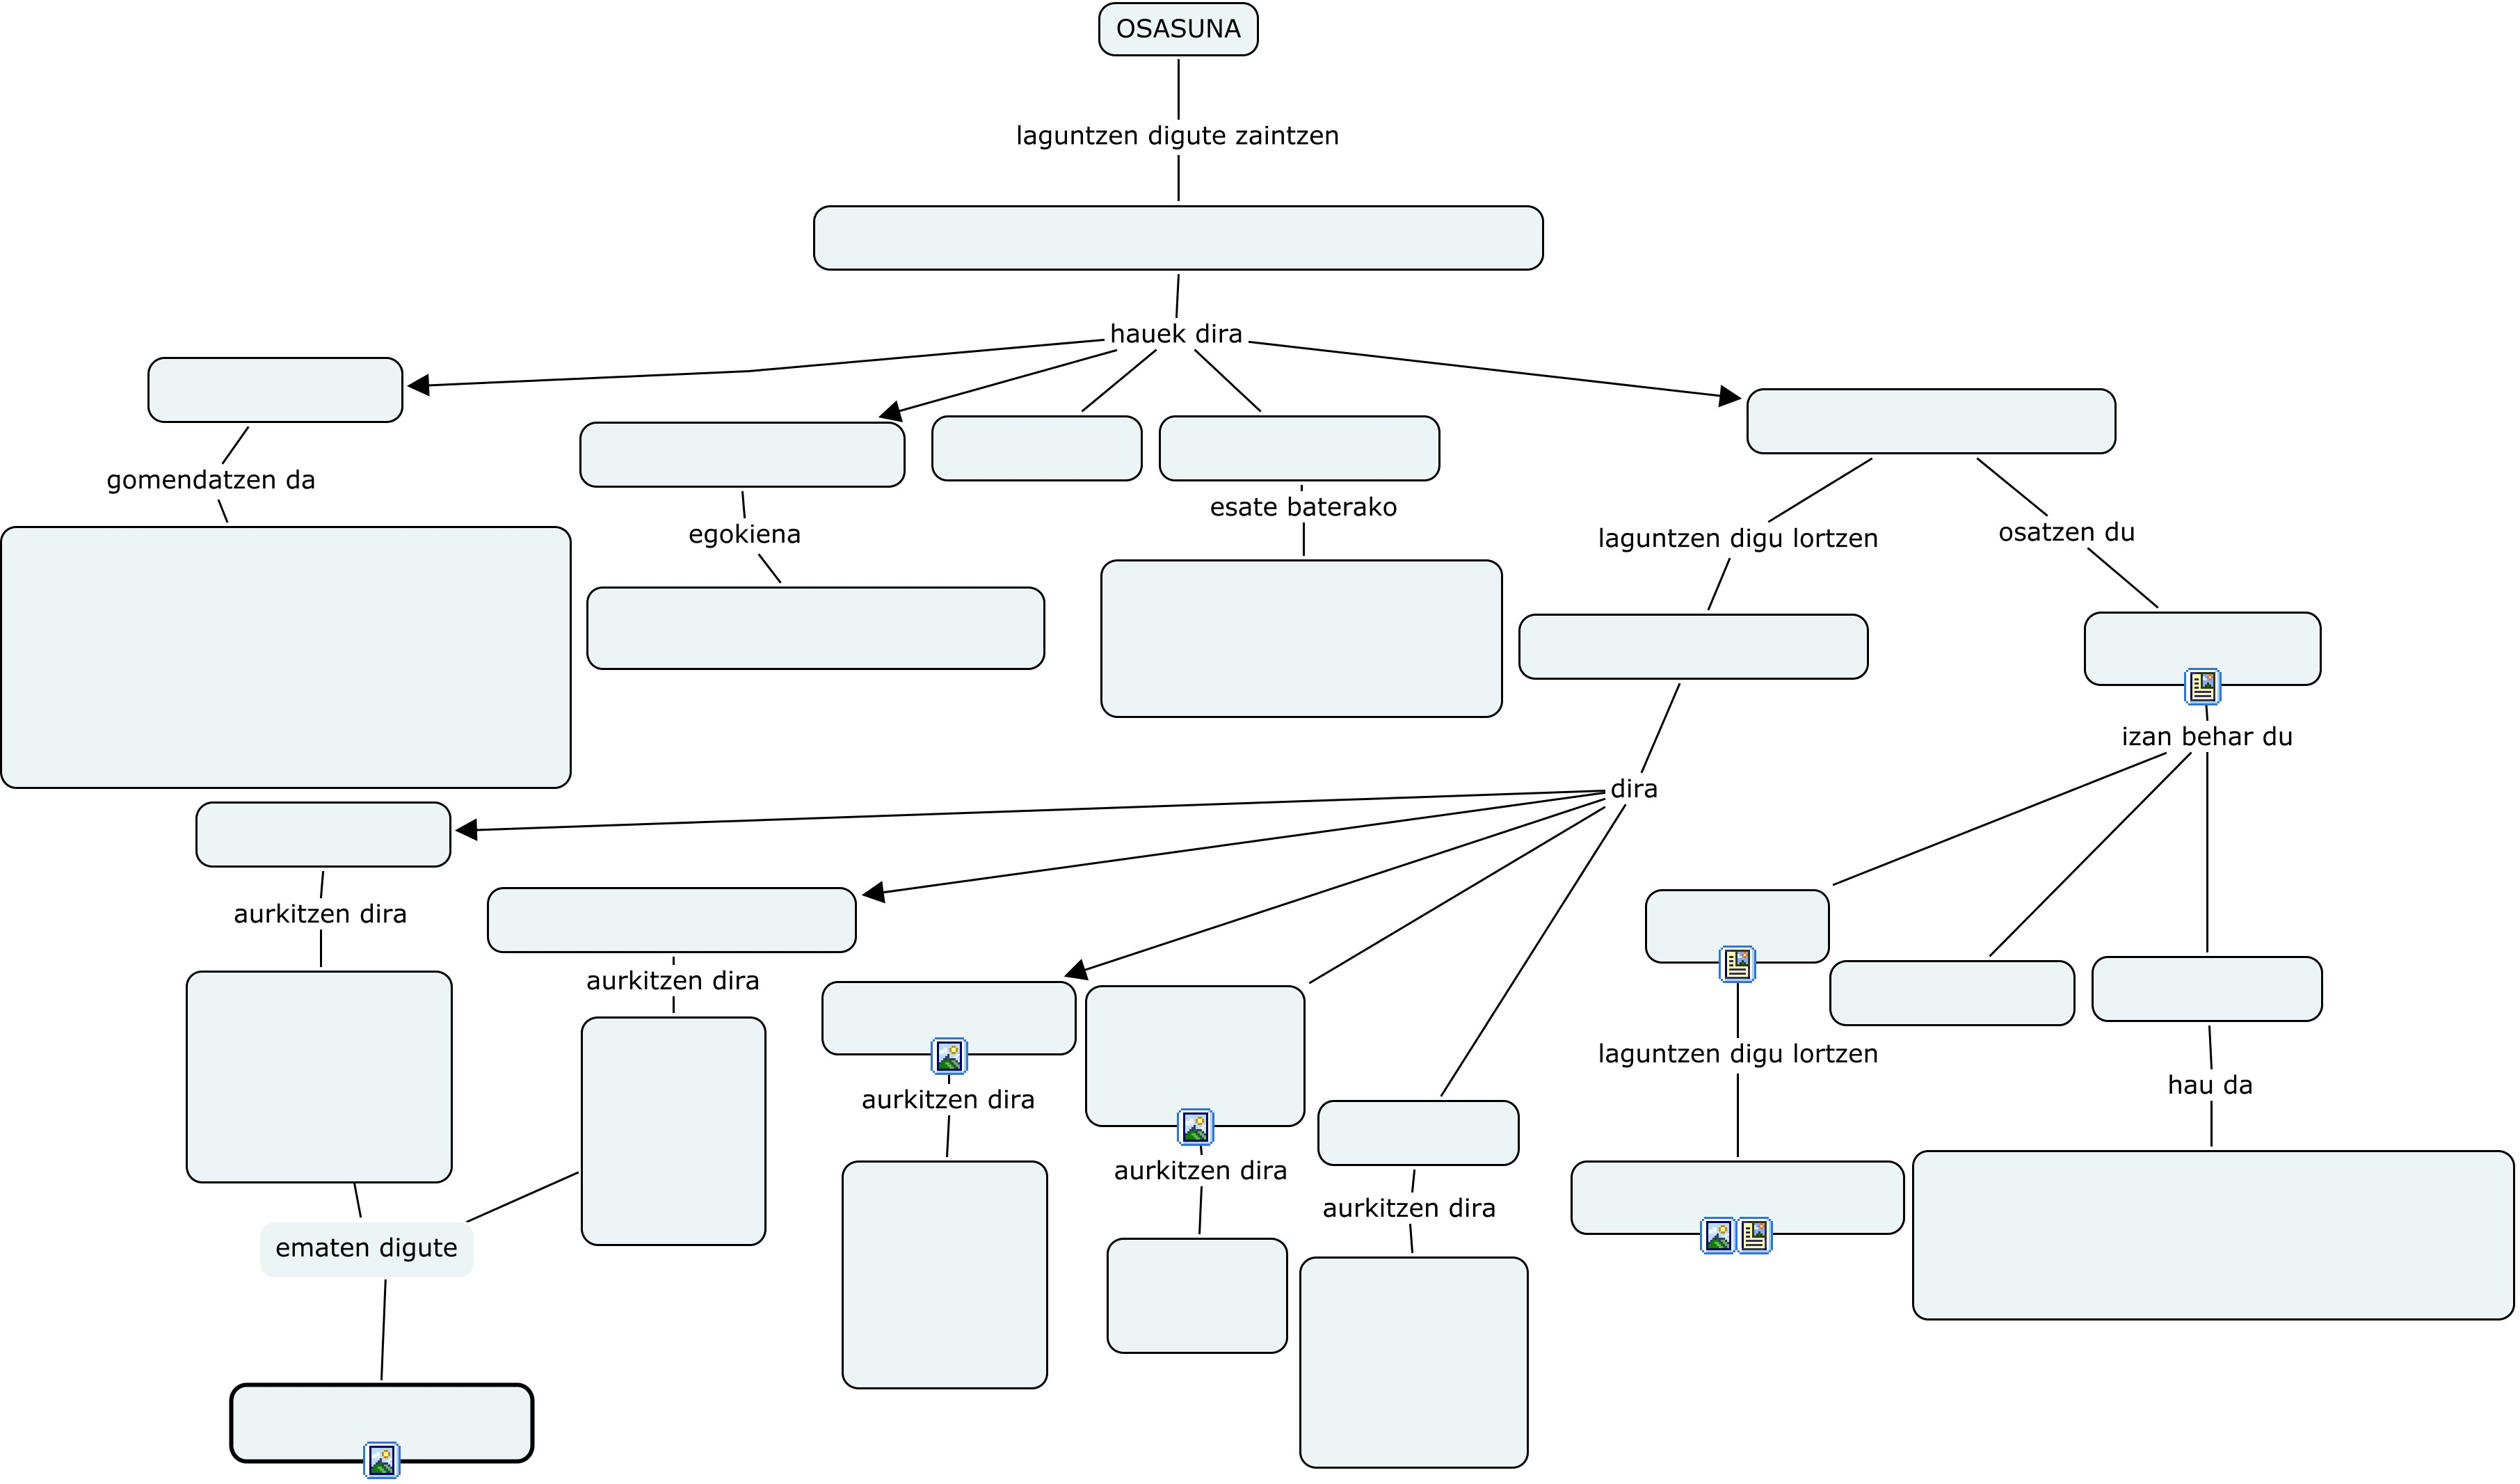 OSASUNA
laguntzen digute zaintzen
hauek dira
gomendatzen da
egokiena
esate baterako
laguntzen digu lortzen
osatzen du
izan behar du
dira
aurkitzen dira
aurkitzen dira
aurkitzen dira
aurkitzen dira
aurkitzen dira
laguntzen digu lortzen
hau da
ematen digute